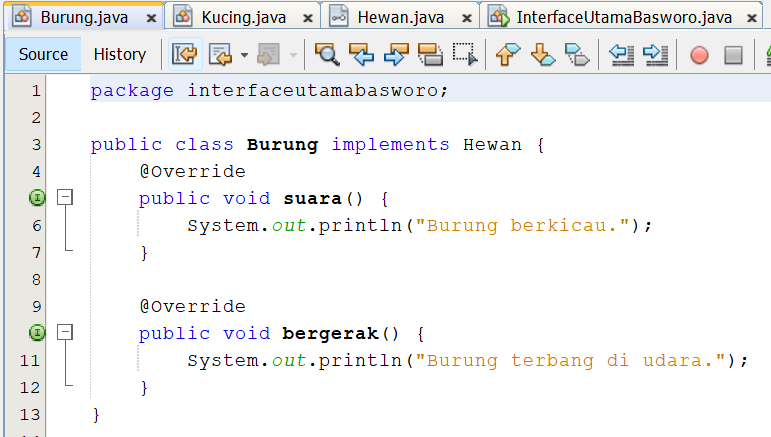 Burung.java Kucing.java Hewan.java InterfaceUtamaBasworo.java
Source History
1 package interfaceutamabasworo;
2
3 public class Burung implements Hewan {
4 @Override
public void suara() {
6 System.out.println("Burung berkicau.");
7 }
8
9 @Override
public void bergerak() {
11 System.out.println("Burung terbang di udara.");
12 }
13 }